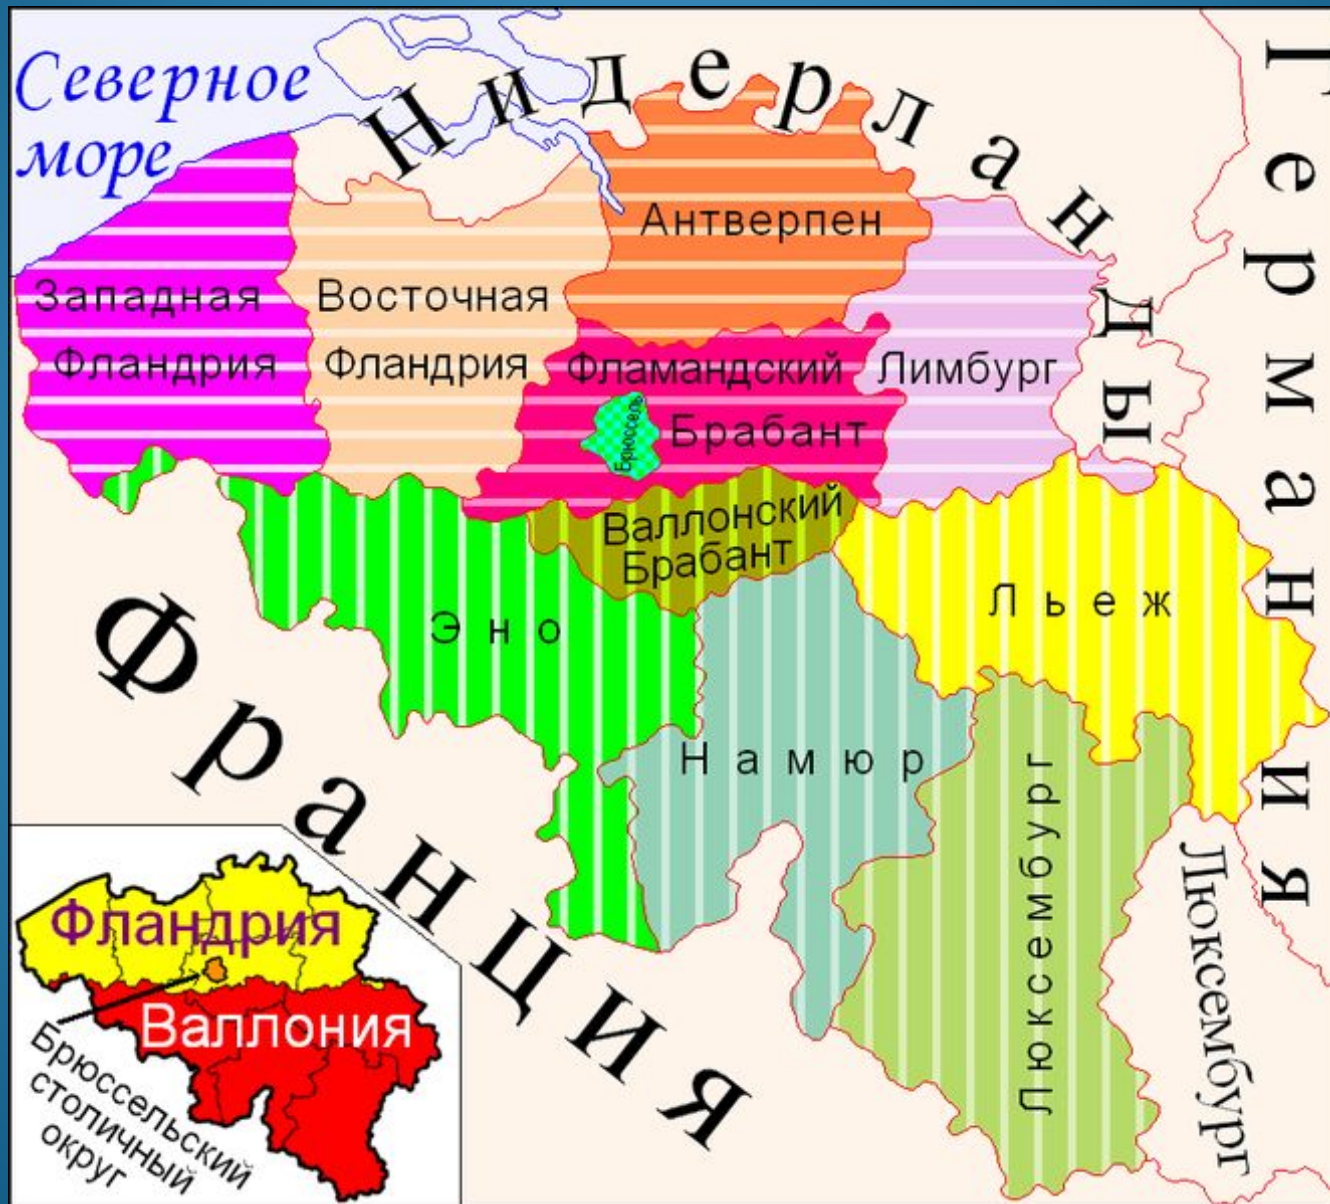 Северное
море
Нидерланды
Германия
Антверпен
Западная
Фландрия
Восточная
Фландрия
Фламандский
Брабант
Лимбург
Брюссель
Валлонский
Брабант
Эно
Льеж
Намюр
Люксембург
Люксембург
Франция
Фландрия
Валлония
Брюссельский
столичный
округ